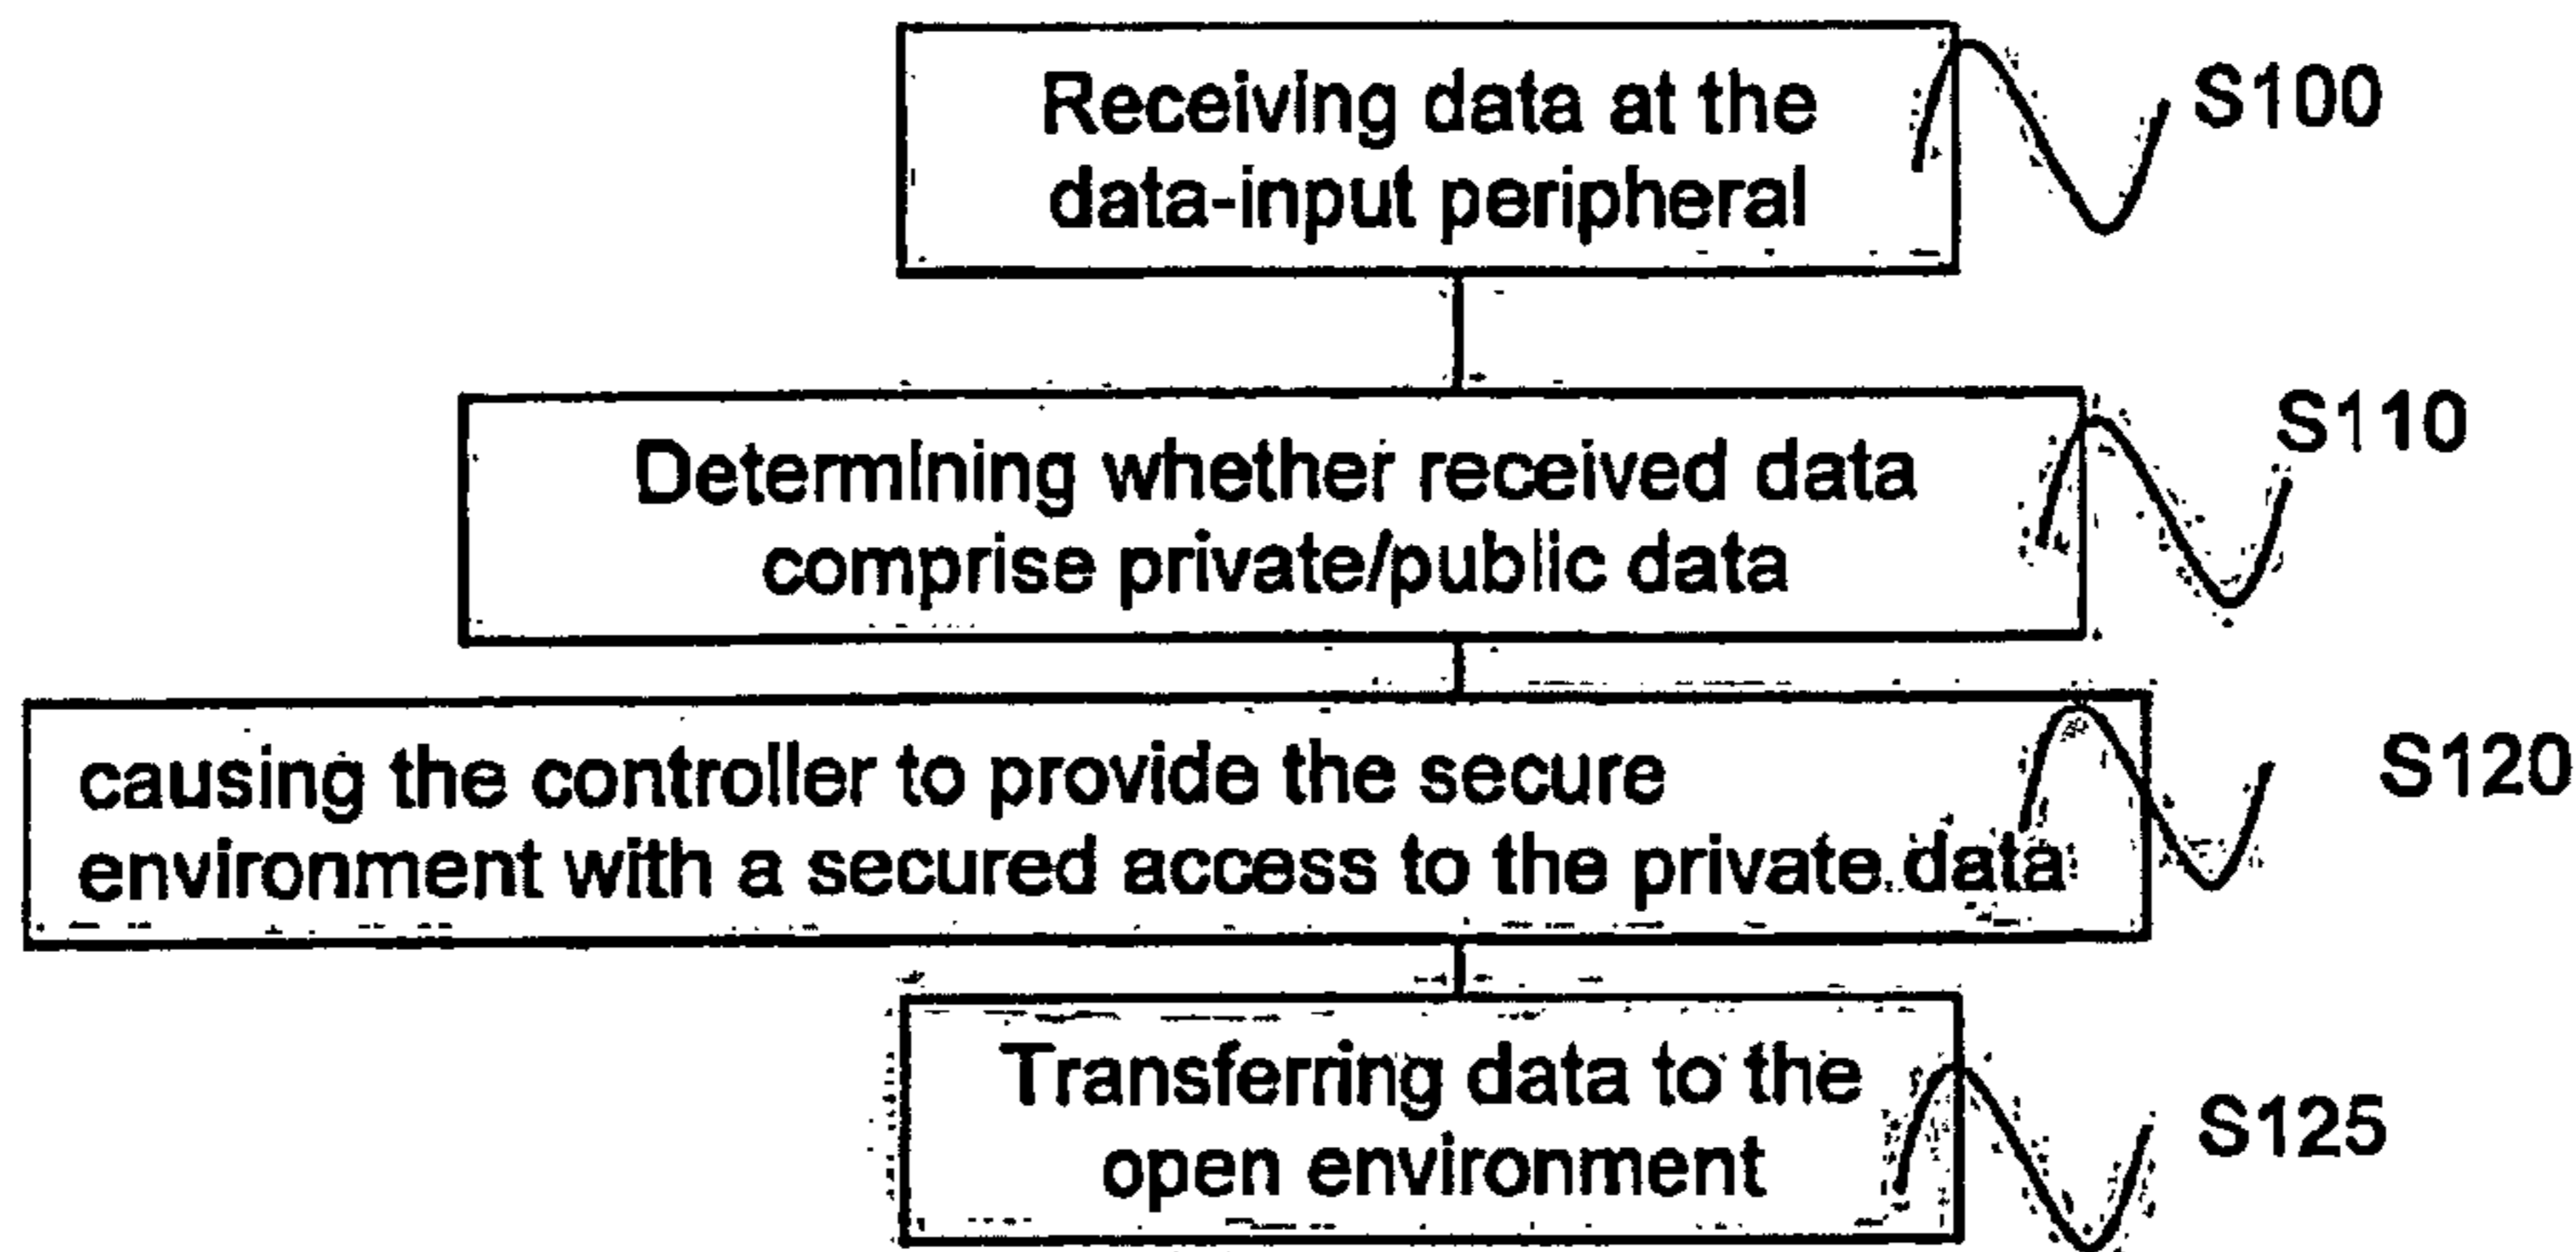 Receiving data at the
data-input peripheral
S100
Determining whether received data
comprise private/public data
S110
causing the controller to provide the secure
environment with a secured access to the private data
S120
Transferring data to the
open environment
S125